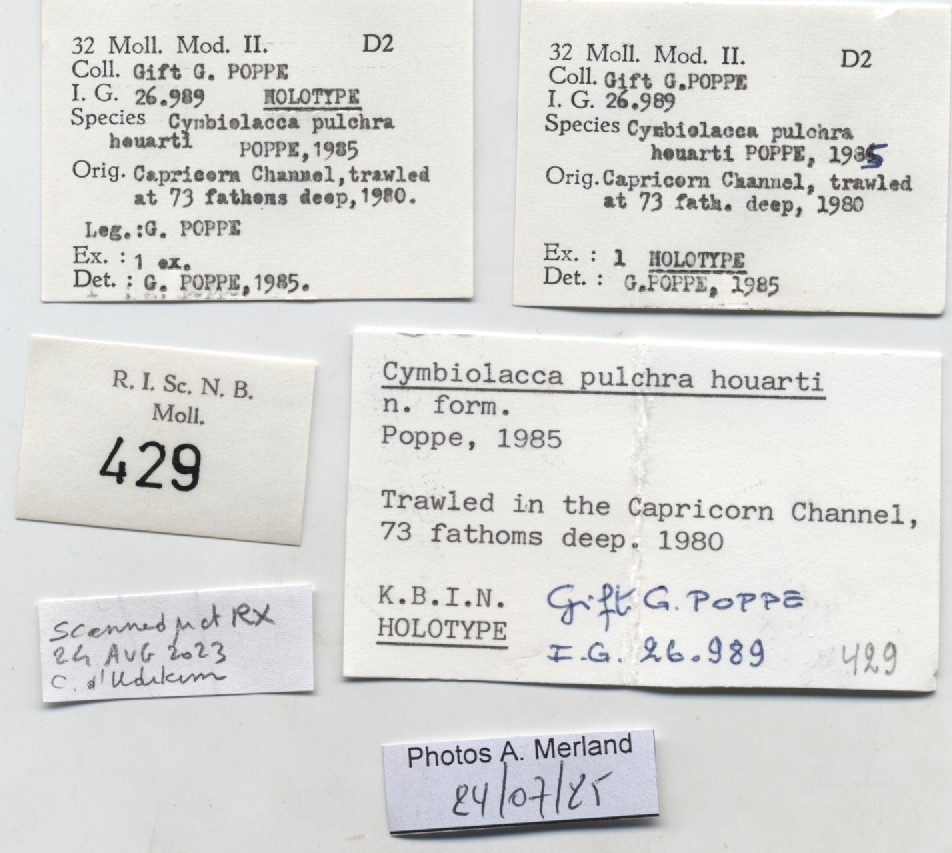 32 Moll. Mod. II. D2
Coll. Gift G. POPPE
I. G. 26.989 HOLOTYPE
Species Cymbiolacca pulchra
houarti POPPE,1985
Orig. Capricorn Channel,trawled
at 73 fathoms deep,1980.
Leg.:G. POPPE
Ex. : 1 ex.
Det. : G. POPPE,1985.
32 Moll. Mod. II. D2
Coll. Gift G.POPPE
I. G. 26.989
Species Cymbiolacca pulchra
houarti POPPE, 1985
Orig. Capricorn Channel, trawled
at 73 fath. deep, 1980
Ex. : 1 HOLOTYPE
Det. : G.POPPE, 1985
R. I. Sc. N. B.
Moll.
429
Cymbiolacca pulchra houarti
n. form.
Poppe, 1985
Trawled in the Capricorn Channel,
73 fathoms deep. 1980
K.B.I.N. Gift G. POPPE
HOLOTYPE I.G. 26.989 429
Scanned µct RX
24 AUG 2023
C. d'Udekem
Photos A. Merland
24/07/25